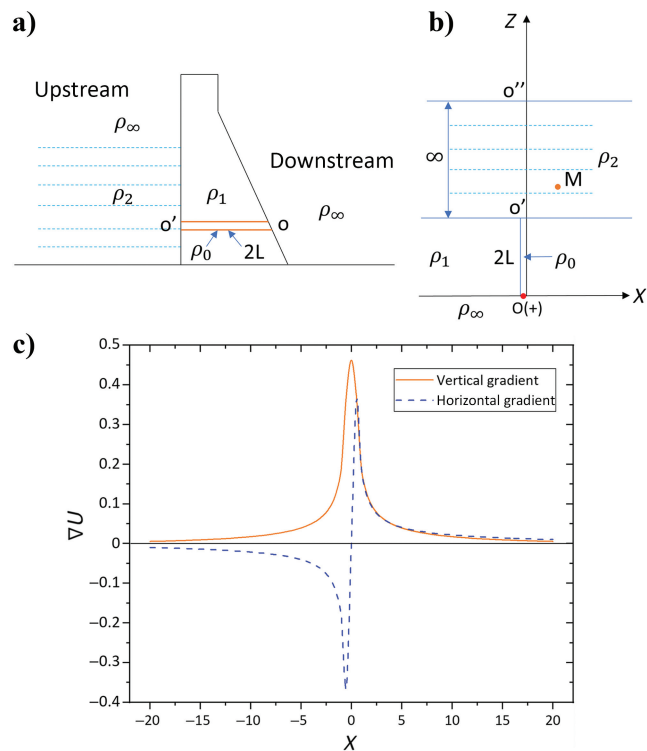 a)
Upstream
ρ∞
ρ2
ρ1
Downstream
ρ∞
o'
o
ρ0
2L
b)
Z
o''
∞
ρ2
M
o'
ρ1
2L
ρ0
ρ∞
O(+)
X
c)
0.5
0.4
0.3
0.2
0.1
0
−0.1
−0.2
−0.3
−0.4
∇U
Vertical gradient
Horizontal gradient
−20
−15
−10
−5
0
5
10
15
20
X